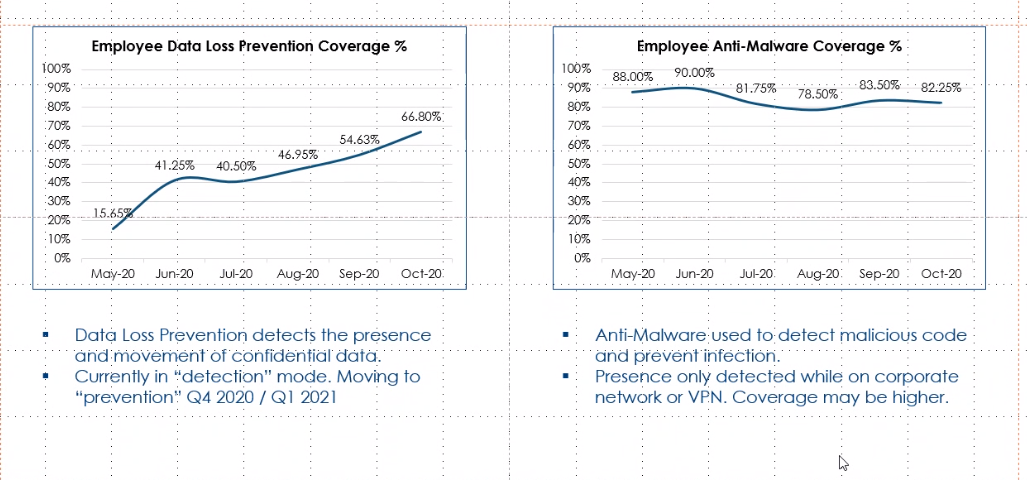 Employee Data Loss Prevention Coverage %
100%
90%
80%
70%
60%
50%
40%
30%
20%
10%
0%
15.65%
41.25%
40.50%
46.95%
54.63%
66.80%
May-20 Jun-20 Jul-20 Aug-20 Sep-20 Oct-20
▪ Data Loss Prevention detects the presence
and movement of confidential data.
▪ Currently in “detection” mode. Moving to
“prevention” Q4 2020 / Q1 2021
Employee Anti-Malware Coverage %
100%
90%
80%
70%
60%
50%
40%
30%
20%
10%
0%
88.00%
90.00%
81.75%
78.50%
83.50%
82.25%
May-20 Jun-20 Jul-20 Aug-20 Sep-20 Oct-20
▪ Anti-Malware used to detect malicious code
and prevent infection.
▪ Presence only detected while on corporate
network or VPN. Coverage may be higher.